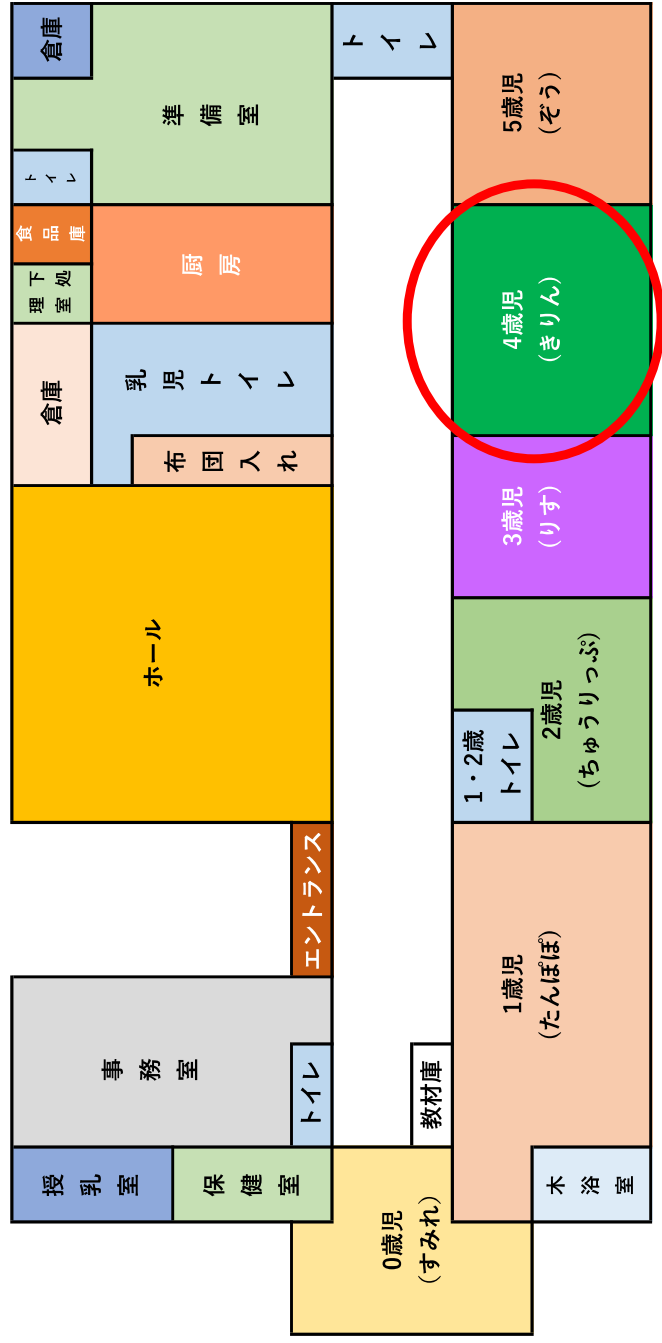 倉庫
準備室
トイレ
食品庫
下処
理室
厨房
倉庫
乳児トイレ
布団入れ
ホール
エントランス
事務室
トイレ
授乳室
保健室
トイレ
5歳児
(ぞう)
4歳児
(きりん)
3歳児
(りす)
2歳児
(ちゅうりっぷ)
1・2歳
トイレ
1歳児
(たんぽぽ)
教材庫
0歳児
(すみれ)
木浴室